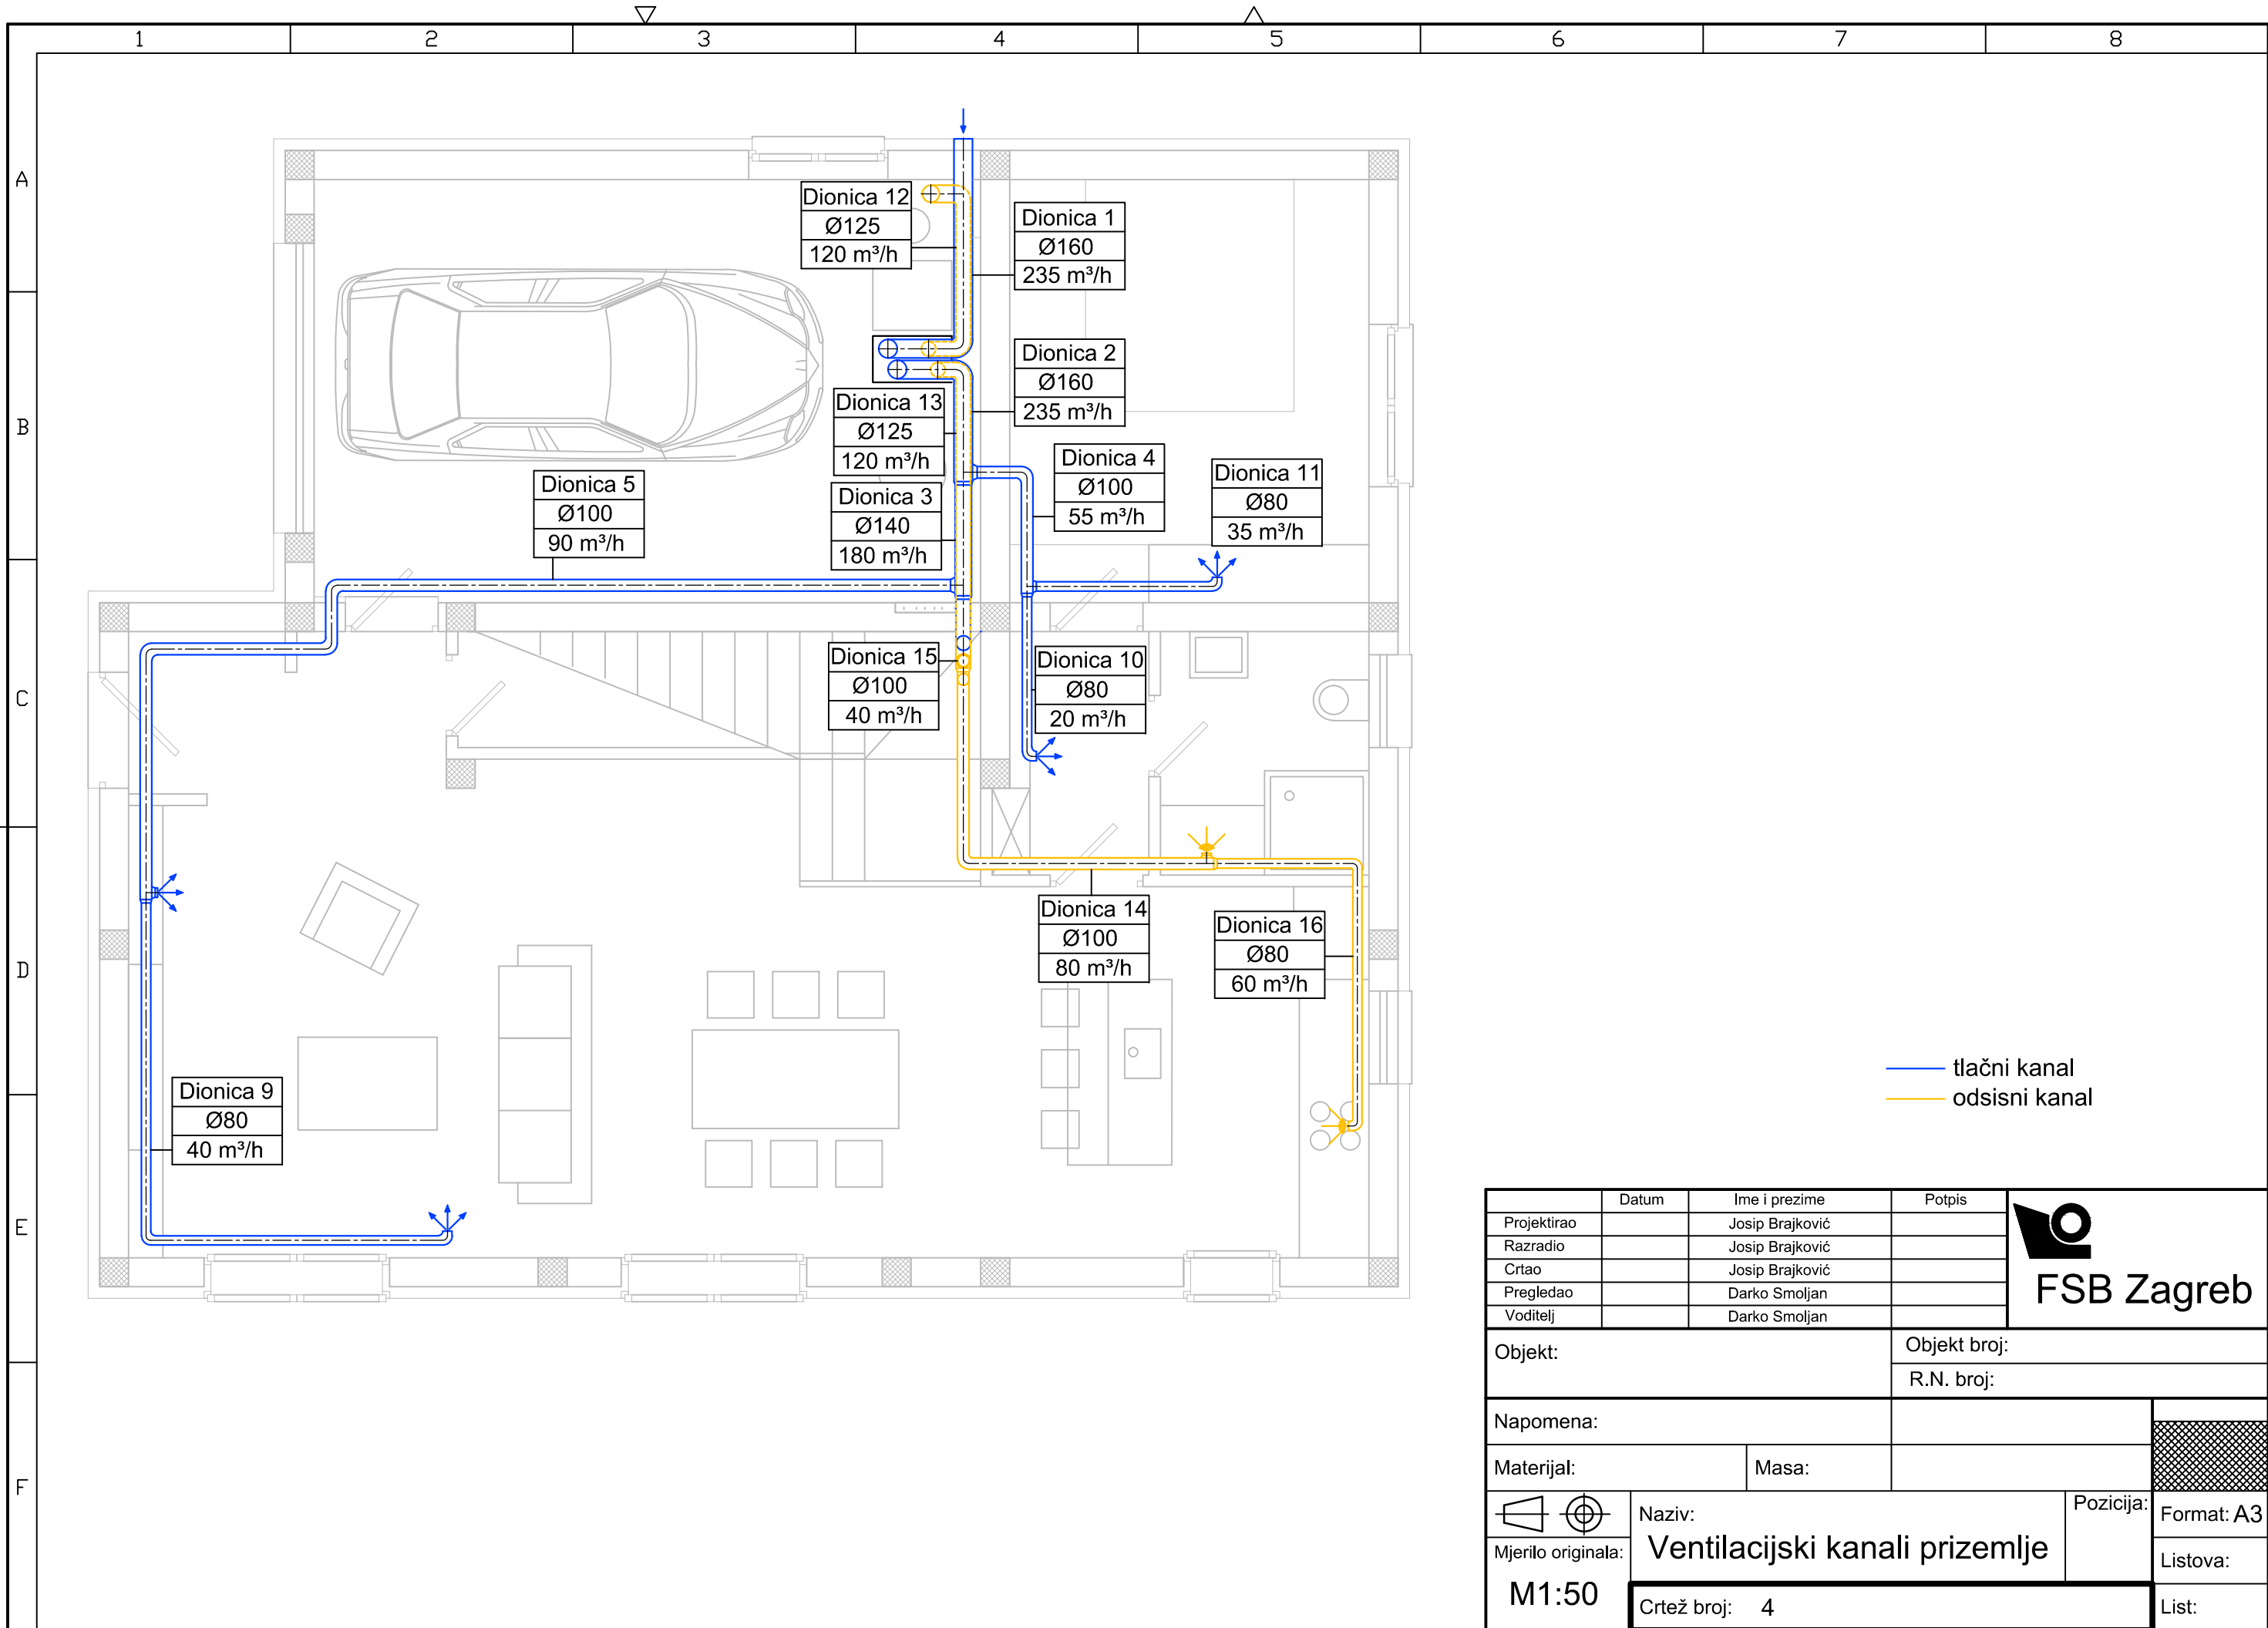 1 2 3 4 5 6 7 8
A
B
C
D
E
F
Dionica 12
Ø125
120 m³/h
Dionica 1
Ø160
235 m³/h
Dionica 2
Ø160
235 m³/h
Dionica 13
Ø125
120 m³/h
Dionica 4
Ø100
55 m³/h
Dionica 11
Ø80
35 m³/h
Dionica 5
Ø100
90 m³/h
Dionica 3
Ø140
180 m³/h
Dionica 15
Ø100
40 m³/h
Dionica 10
Ø80
20 m³/h
Dionica 14
Ø100
80 m³/h
Dionica 16
Ø80
60 m³/h
Dionica 9
Ø80
40 m³/h
tlačni kanal
odsisni kanal
Datum Ime i prezime Potpis
Projektirao Josip Brajković
Razradio Josip Brajković
Crtao Josip Brajković
Pregledao Darko Smoljan
Voditelj Darko Smoljan
FSB Zagreb
Objekt:
Objekt broj:
R.N. broj:
Napomena:
Materijal: Masa:
Naziv:
Ventilacijski kanali prizemlje
Pozicija:
Format: A3
Mjerilo originala:
M1:50
Listova:
Crtež broj: 4
List: